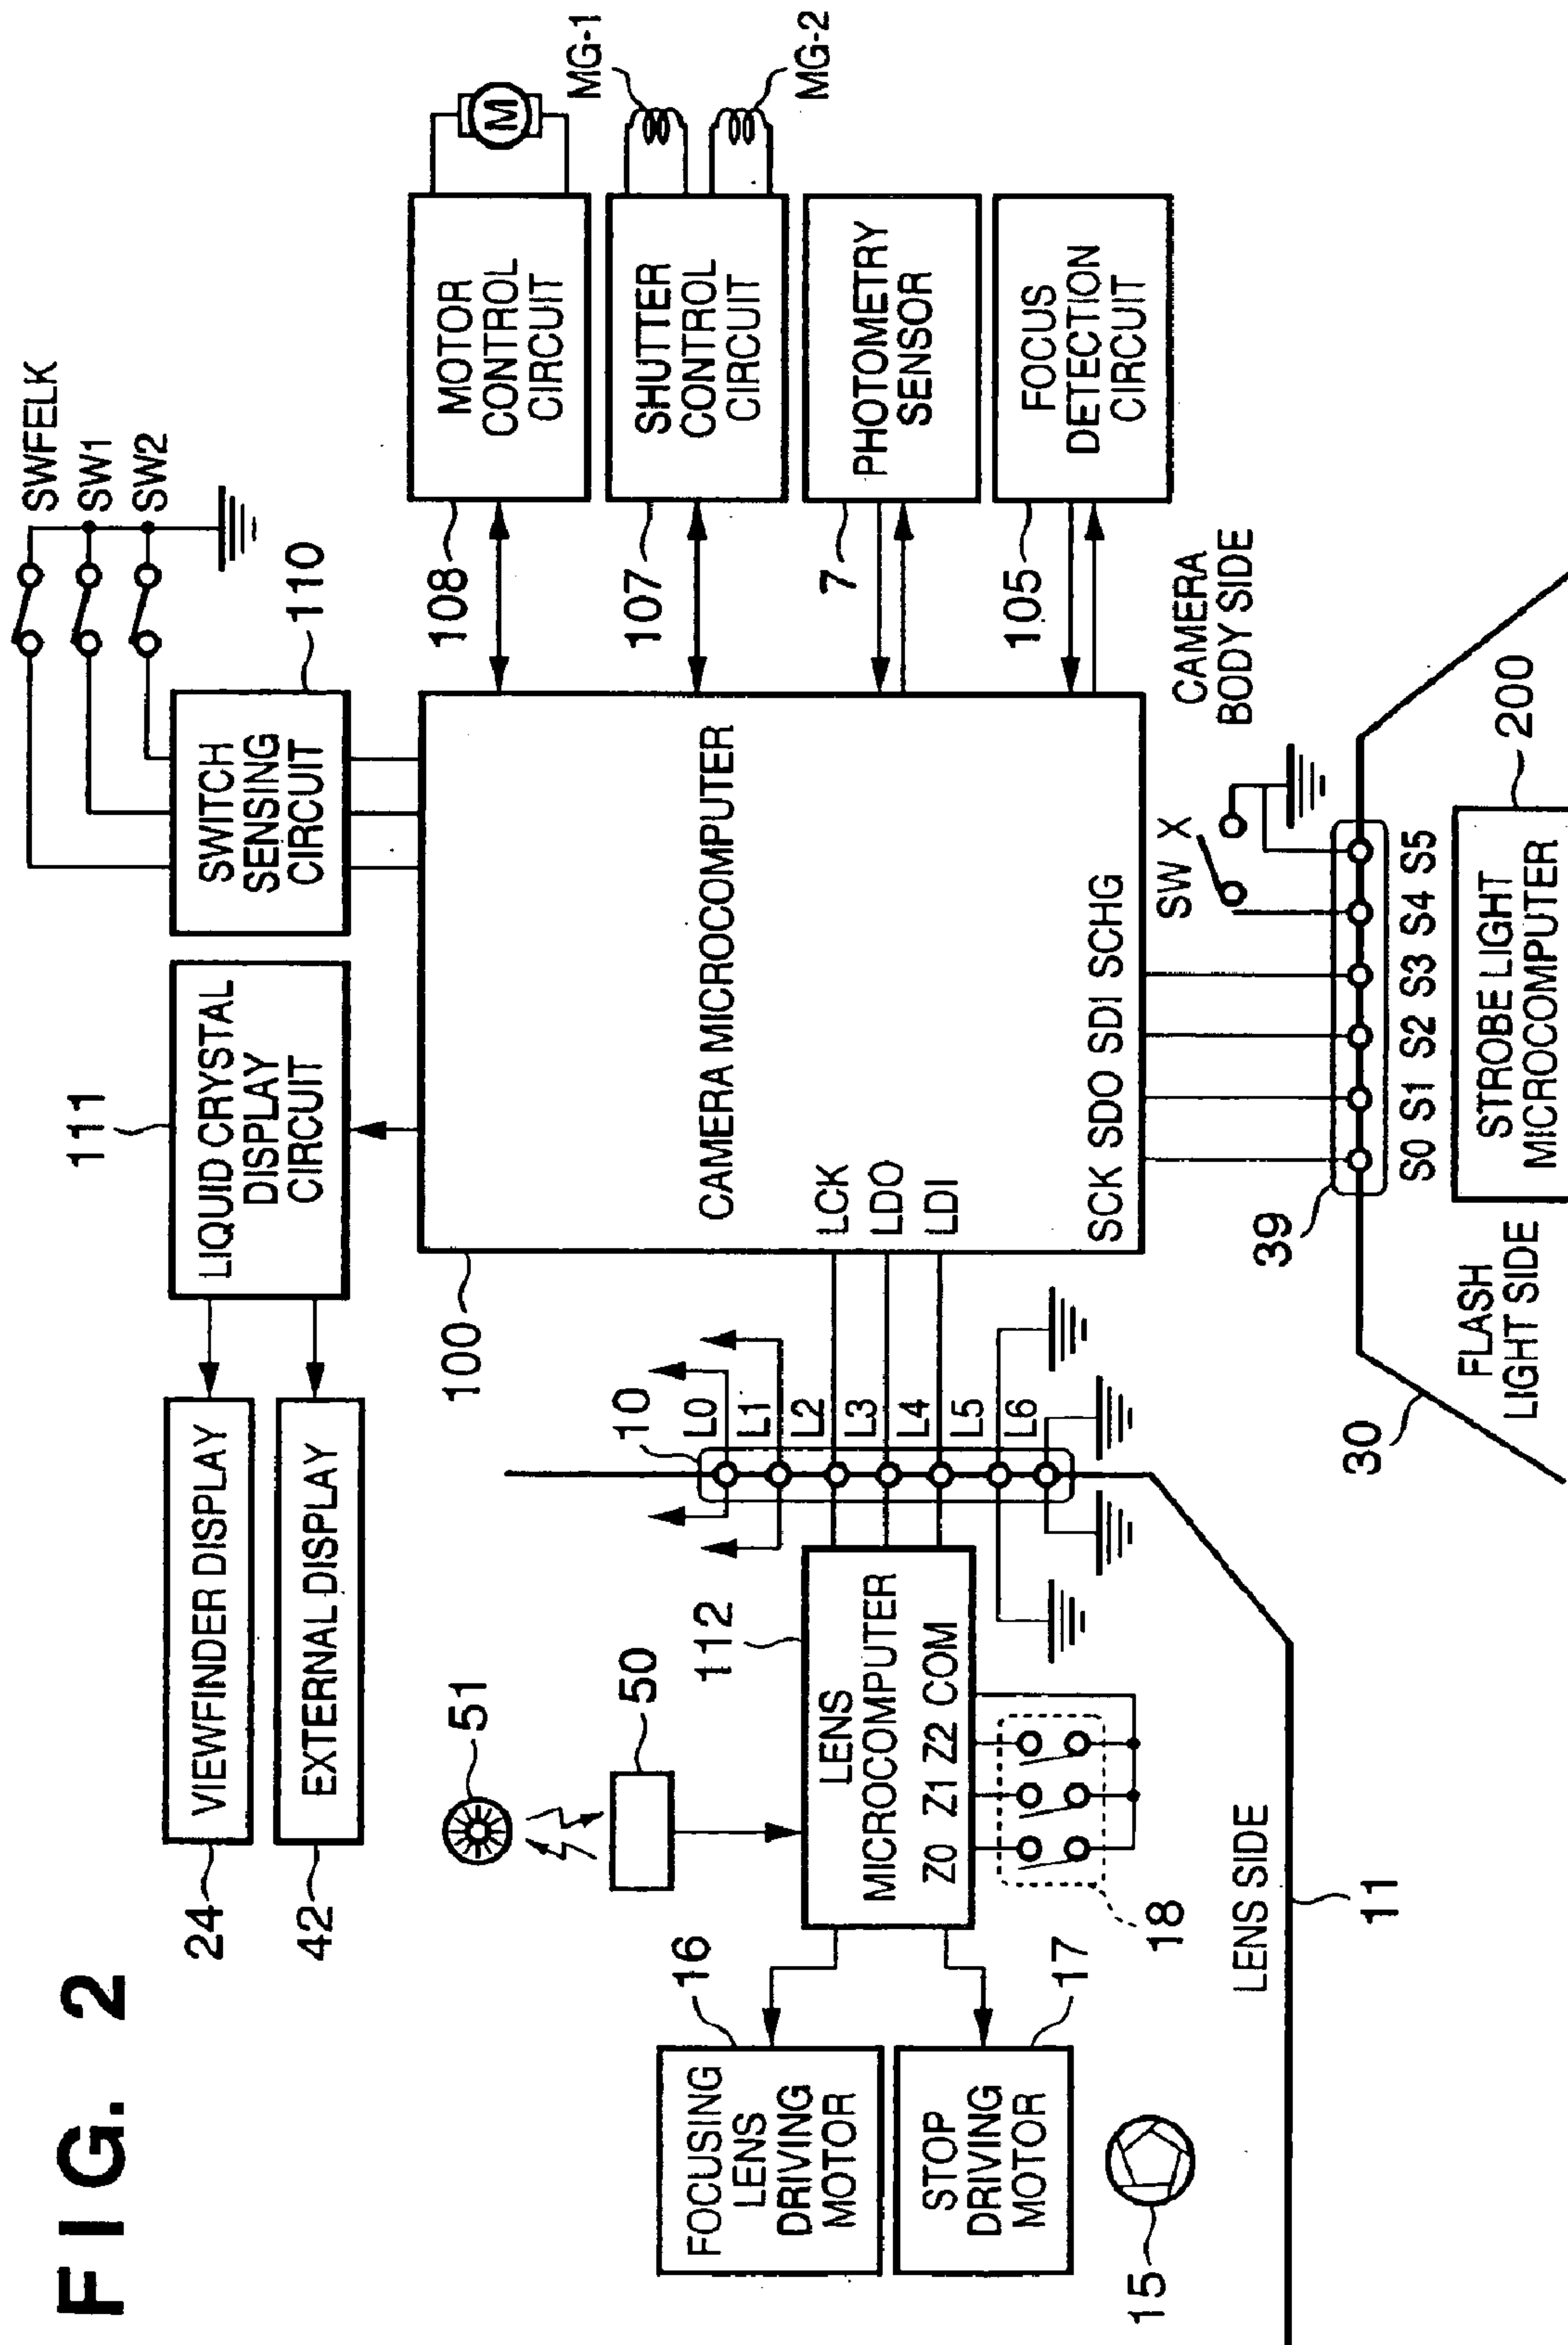 FIG. 2
SWFELK
SW1
SW2
111
110
24
VIEWFINDER DISPLAY
LIQUID CRYSTAL
DISPLAY
CIRCUIT
SWITCH
SENSING
CIRCUIT
42
EXTERNAL DISPLAY
100
CAMERA MICROCOMPUTER
108
MOTOR
CONTROL
CIRCUIT
M
107
SHUTTER
CONTROL
CIRCUIT
MG-1
MG-2
7
PHOTOMETRY
SENSOR
105
FOCUS
DETECTION
CIRCUIT
51
50
10
L0
L1
L2
L3
L4
L5
L6
LCK
LDO
LDI
SCK SDO SDI SCHG
112
LENS
MICROCOMPUTER
Z0 Z1 Z2 COM
16
FOCUSING
LENS
DRIVING
MOTOR
17
STOP
DRIVING
MOTOR
18
15
LENS SIDE
11
CAMERA
BODY SIDE
SW X
39
S0 S1 S2 S3 S4 S5
30
FLASH
LIGHT SIDE
STROBE LIGHT
MICROCOMPUTER
200